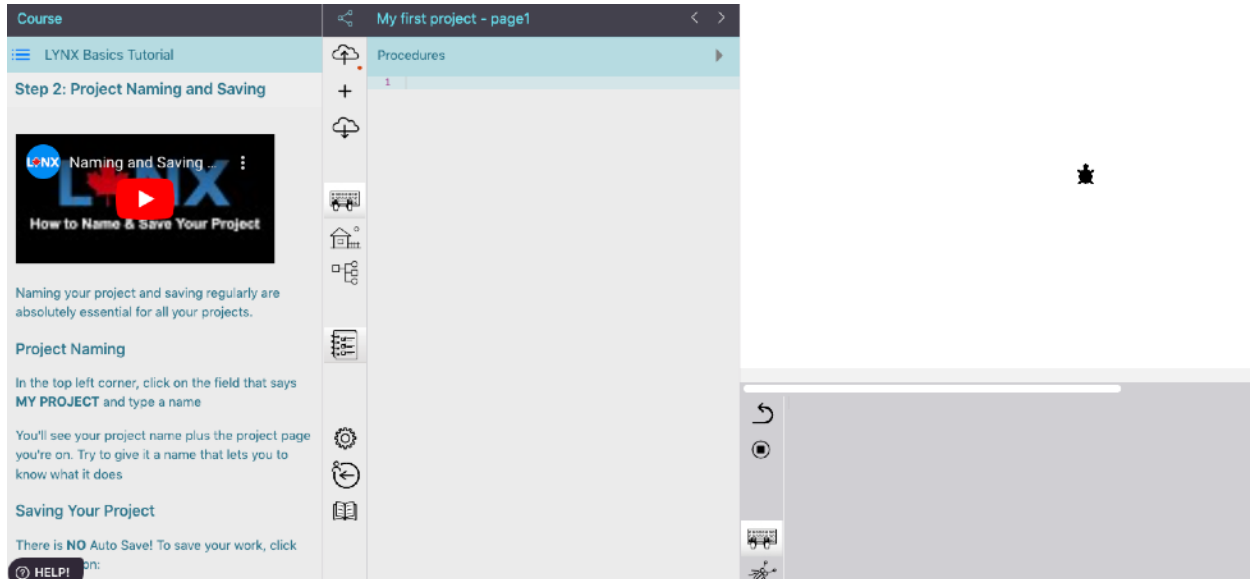 Course
LYNX Basics Tutorial
Step 2: Project Naming and Saving
LYNX
Naming and Saving ...
LYNX
How to Name & Save Your Project
Naming your project and saving regularly are
absolutely essential for all your projects.
Project Naming
In the top left corner, click on the field that says
MY PROJECT and type a name
You'll see your project name plus the project page
you're on. Try to give it a name that lets you to
know what it does
Saving Your Project
There is NO Auto Save! To save your work, click
on:
HELP!
My first project - page1
Procedures
1